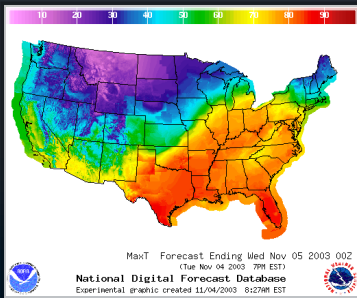 10 20 30 40 50 60 70 80 90
MaxT Forecast Ending Wed Nov 05 2003 00Z
(Tue Nov 04 2003 7PM EST)
National Digital Forecast Database
Experimental graphic created 11/04/2003 8:27AM EST
NOAA